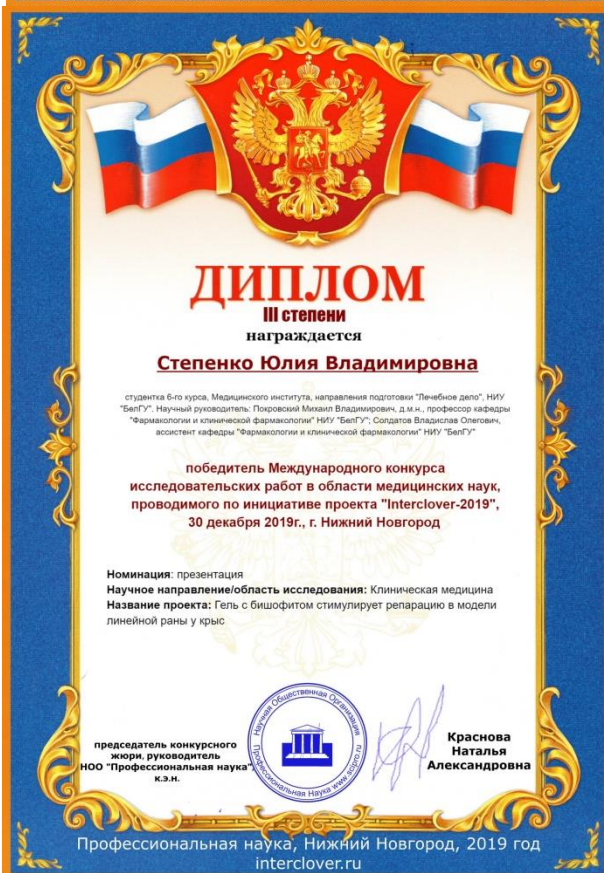 ДИПЛОМ
III степени
награждается
Степенко Юлия Владимировна
студентка 6-го курса, Медицинского института, направления подготовки "Лечебное дело", НИУ
"БелГУ". Научный руководитель: Покровский Михаил Владимирович, д.м.н., профессор кафедры
"Фармакологии и клинической фармакологии" НИУ "БелГУ"; Солдатов Владислав Олегович,
ассистент кафедры "Фармакологии и клинической фармакологии" НИУ "БелГУ"
победитель Международного конкурса
исследовательских работ в области медицинских наук,
проводимого по инициативе проекта "Interclover-2019",
30 декабря 2019г., г. Нижний Новгород
Номинация: презентация
Научное направление/область исследования: Клиническая медицина
Название проекта: Гель с бишофитом стимулирует репарацию в модели
линейной раны у крыс
председатель конкурсного
жюри, руководитель
НОО "Профессиональная наука",
к.э.н.
Научная Общественная Организация
Профессиональная Наука www.scipro.ru
Краснова
Наталья
Александровна
Профессиональная наука, Нижний Новгород, 2019 год
interclover.ru